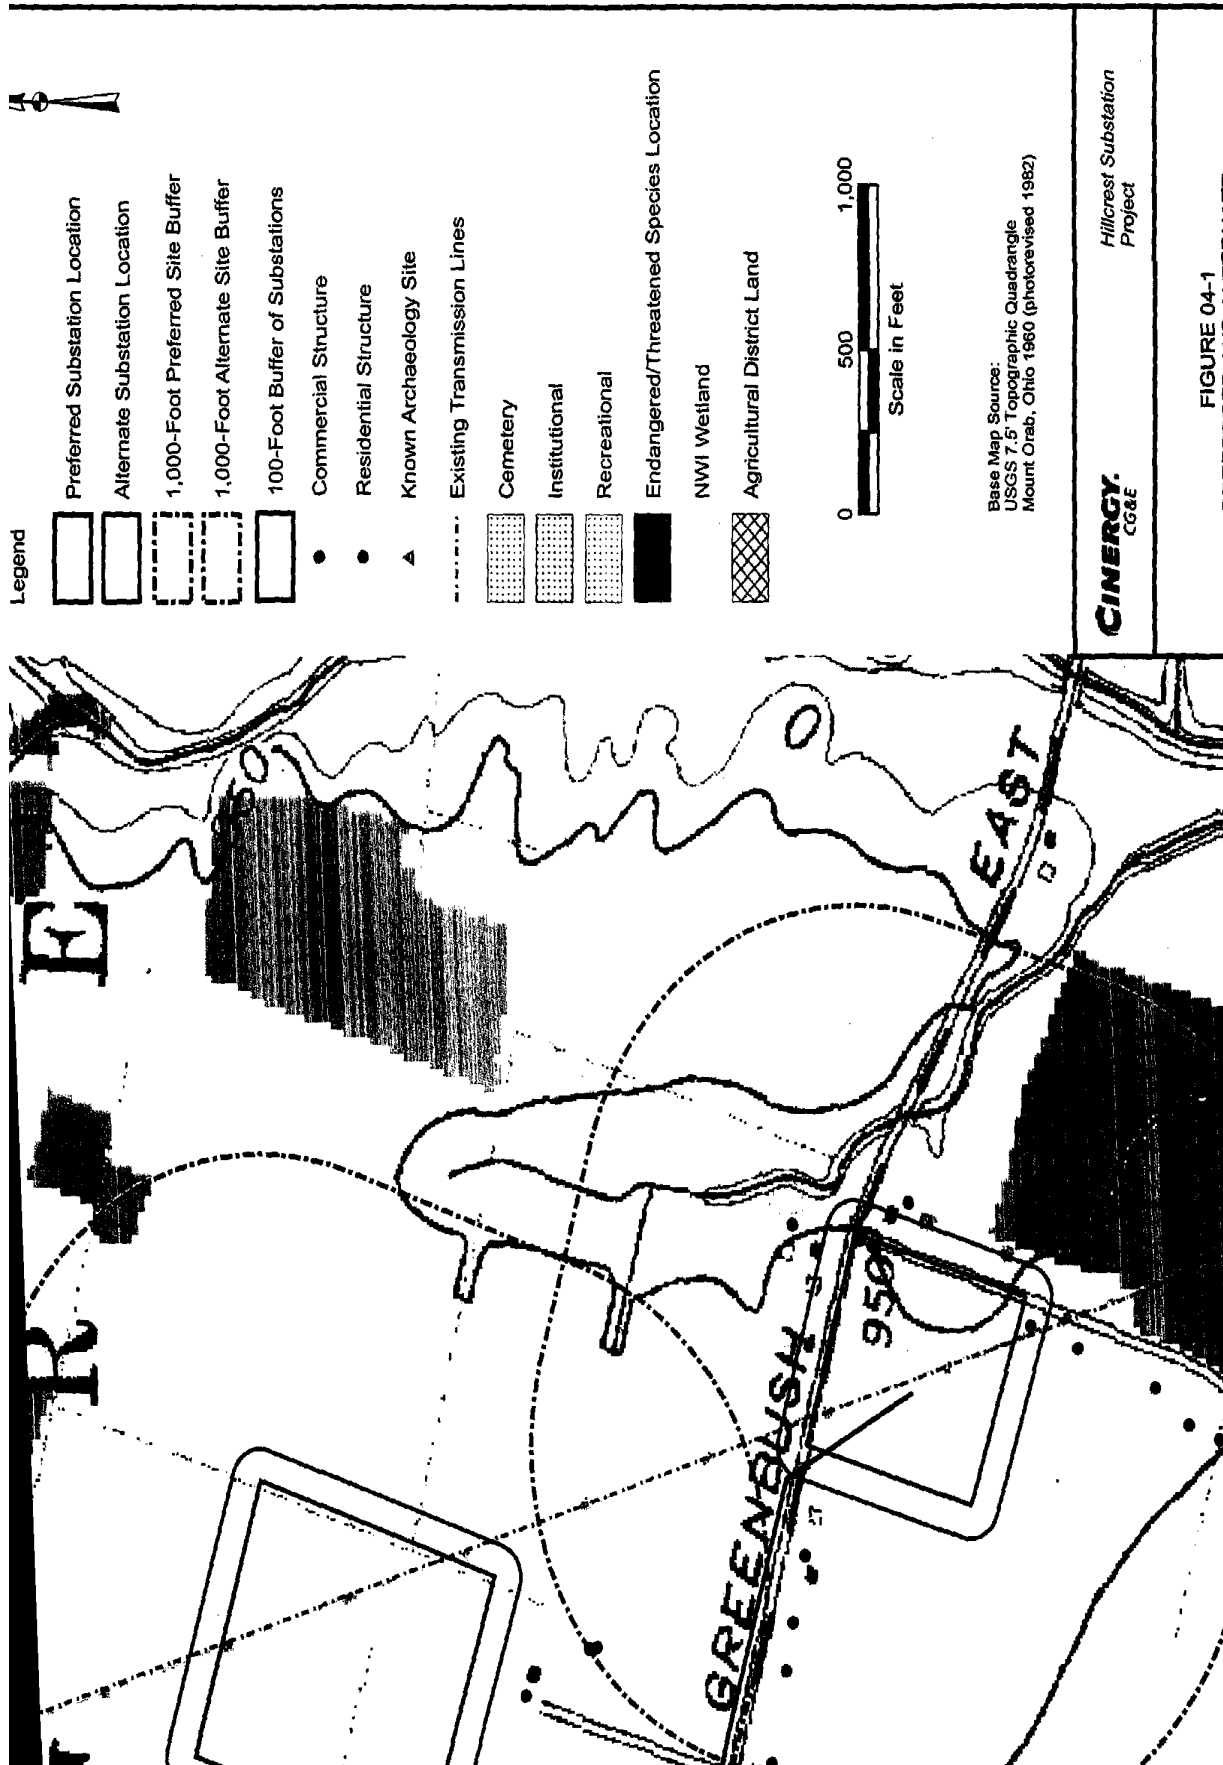 Legend
Preferred Substation Location
Alternate Substation Location
1,000-Foot Preferred Site Buffer
1,000-Foot Alternate Site Buffer
100-Foot Buffer of Substations
Commercial Structure
Residential Structure
Known Archaeology Site
Existing Transmission Lines
Cemetery
Institutional
Recreational
Endangered/Threatened Species Location
NWI Wetland
Agricultural District Land
0 500 1,000
Scale in Feet
Base Map Source:
USGS 7.5' Topographic Quadrangle
Mount Orab, Ohio 1960 (photorevised 1982)
CINERGY.
CG&E
Hillcrest Substation
Project
FIGURE 04-1
R E
GREENBUSH EAST
950